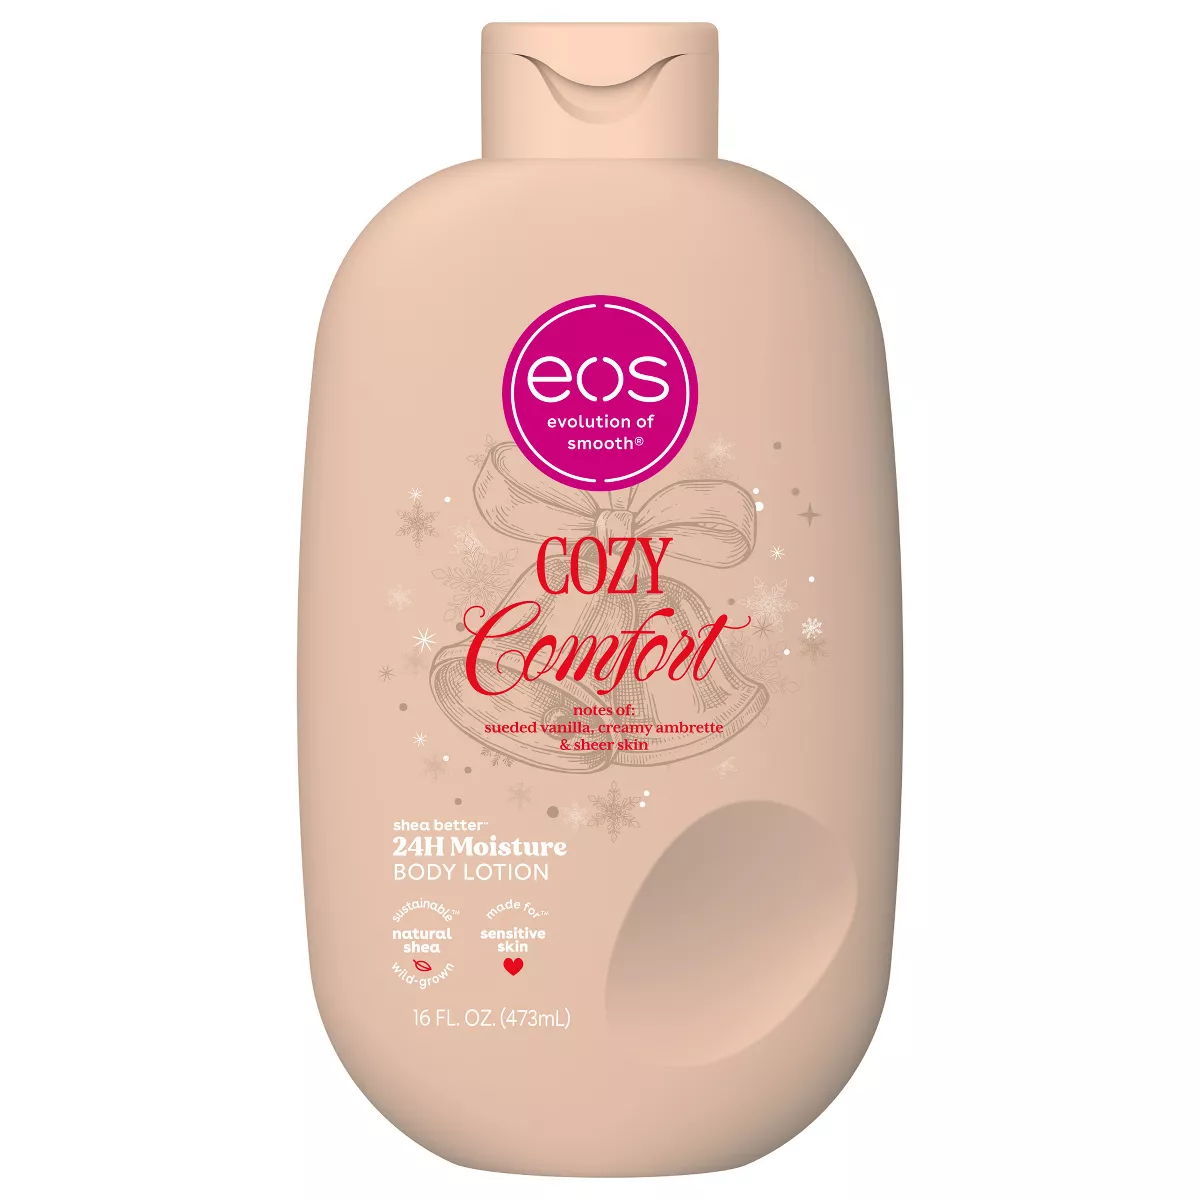 eos
evolution of
smooth®
COZY
Comfort
notes of:
sueded vanilla, creamy ambrette
& sheer skin
shea better™
24H Moisture
BODY LOTION
sustainable™
natural
shea
wild-grown
made for™
sensitive
skin
16 FL. OZ. (473mL)